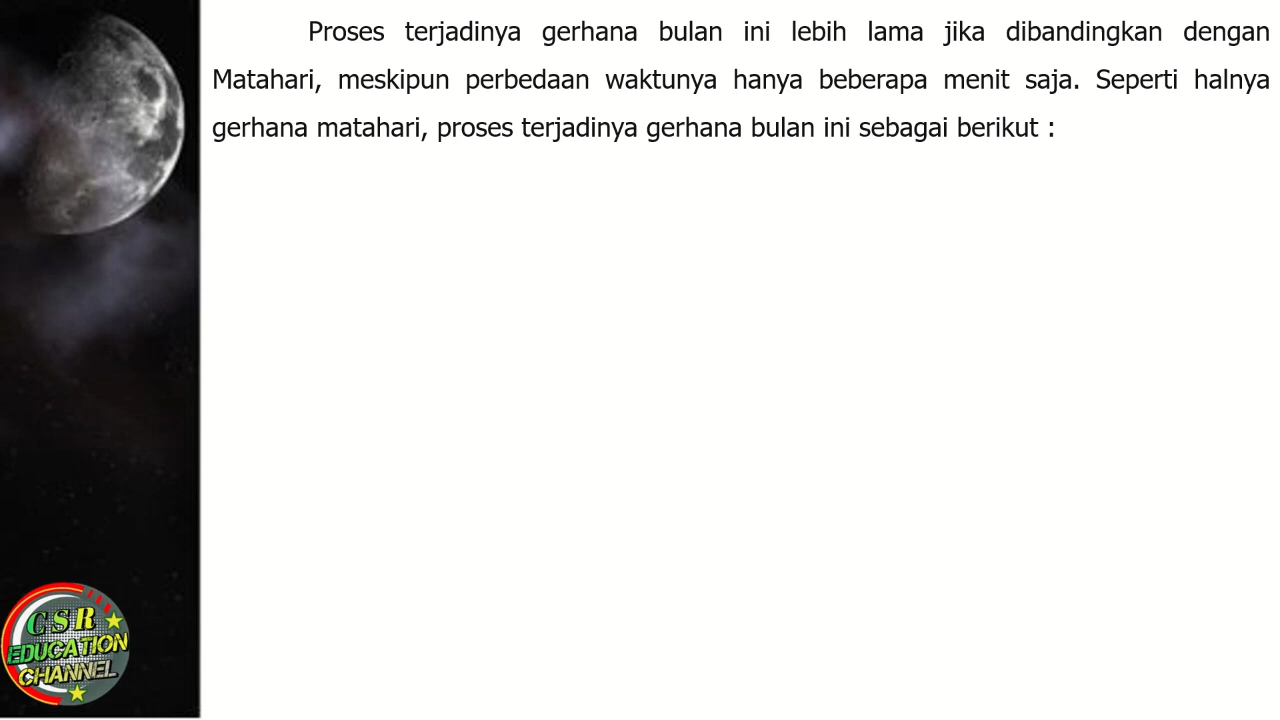 Proses terjadinya gerhana bulan ini lebih lama jika dibandingkan dengan
Matahari, meskipun perbedaan waktunya hanya beberapa menit saja. Seperti halnya
gerhana matahari, proses terjadinya gerhana bulan ini sebagai berikut :
CSR
EDUCATION
CHANNEL